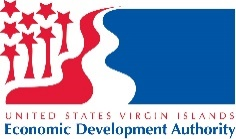 UNITED STATES VIRGIN ISLANDS
Economic Development Authority